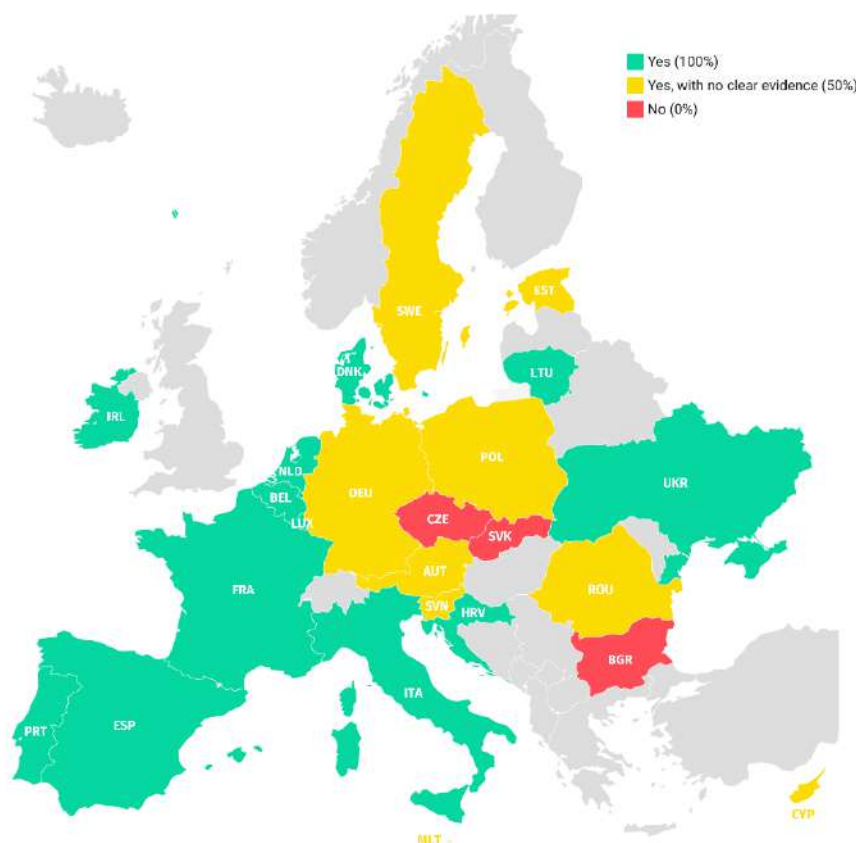 Yes (100%)
Yes, with no clear evidence (50%)
No (0%)
SWE
EST
DNK
LTU
IRL
NLD
POL
UKR
BEL
DEU
LUX
CZE
SVK
AUT
FRA
ROU
SVN
HRV
BGR
ITA
PRT
ESP
CYP
MLT